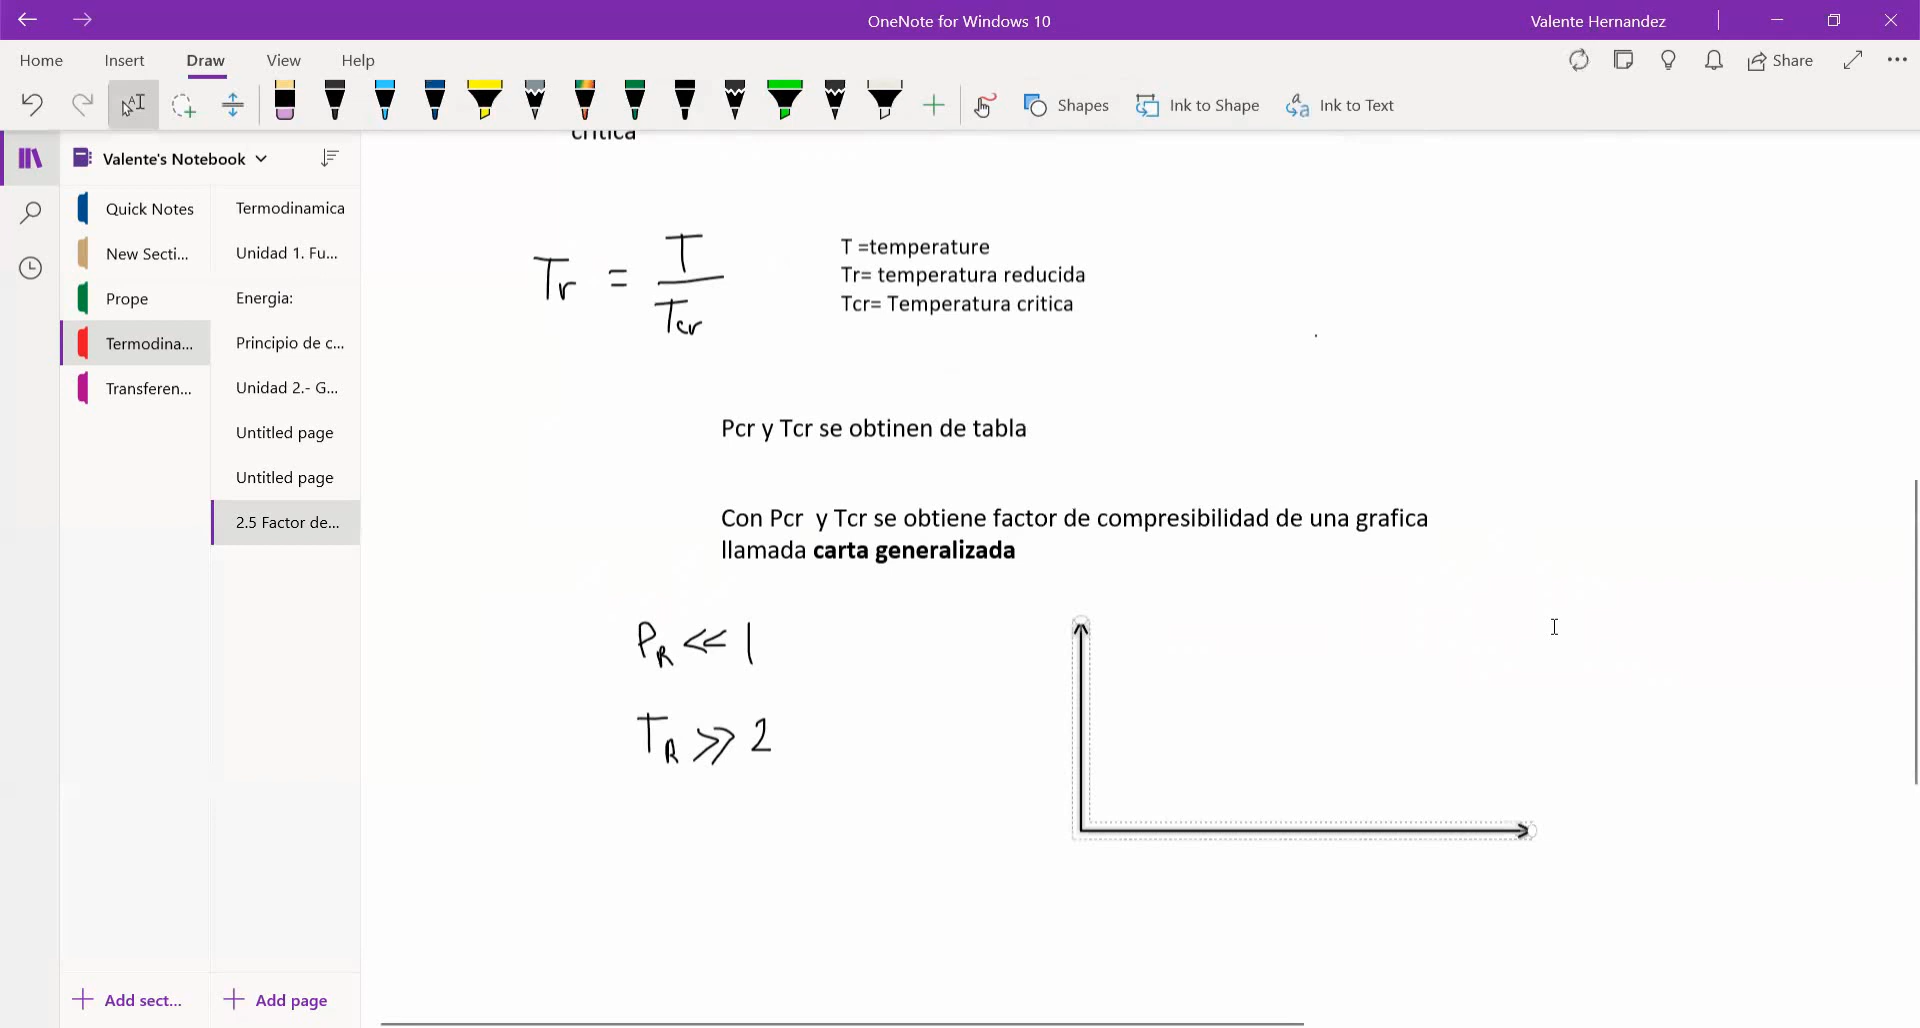 OneNote for Windows 10
Valente Hernandez
Home Insert Draw View Help
Share
Shapes
Ink to Shape
Ink to Text
Valente's Notebook
Quick Notes
New Secti...
Prope
Termodina...
Transferen...
Termodinamica
Unidad 1. Fu...
Energia:
Principio de c...
Unidad 2.- G...
Untitled page
Untitled page
2.5 Factor de...
Add sect...
Add page
critica
Tr = T / Tcr
T =temperature
Tr= temperatura reducida
Tcr= Temperatura critica
Pcr y Tcr se obtinen de tabla
Con Pcr y Tcr se obtiene factor de compresibilidad de una grafica
llamada carta generalizada
PR << 1
TR >> 2